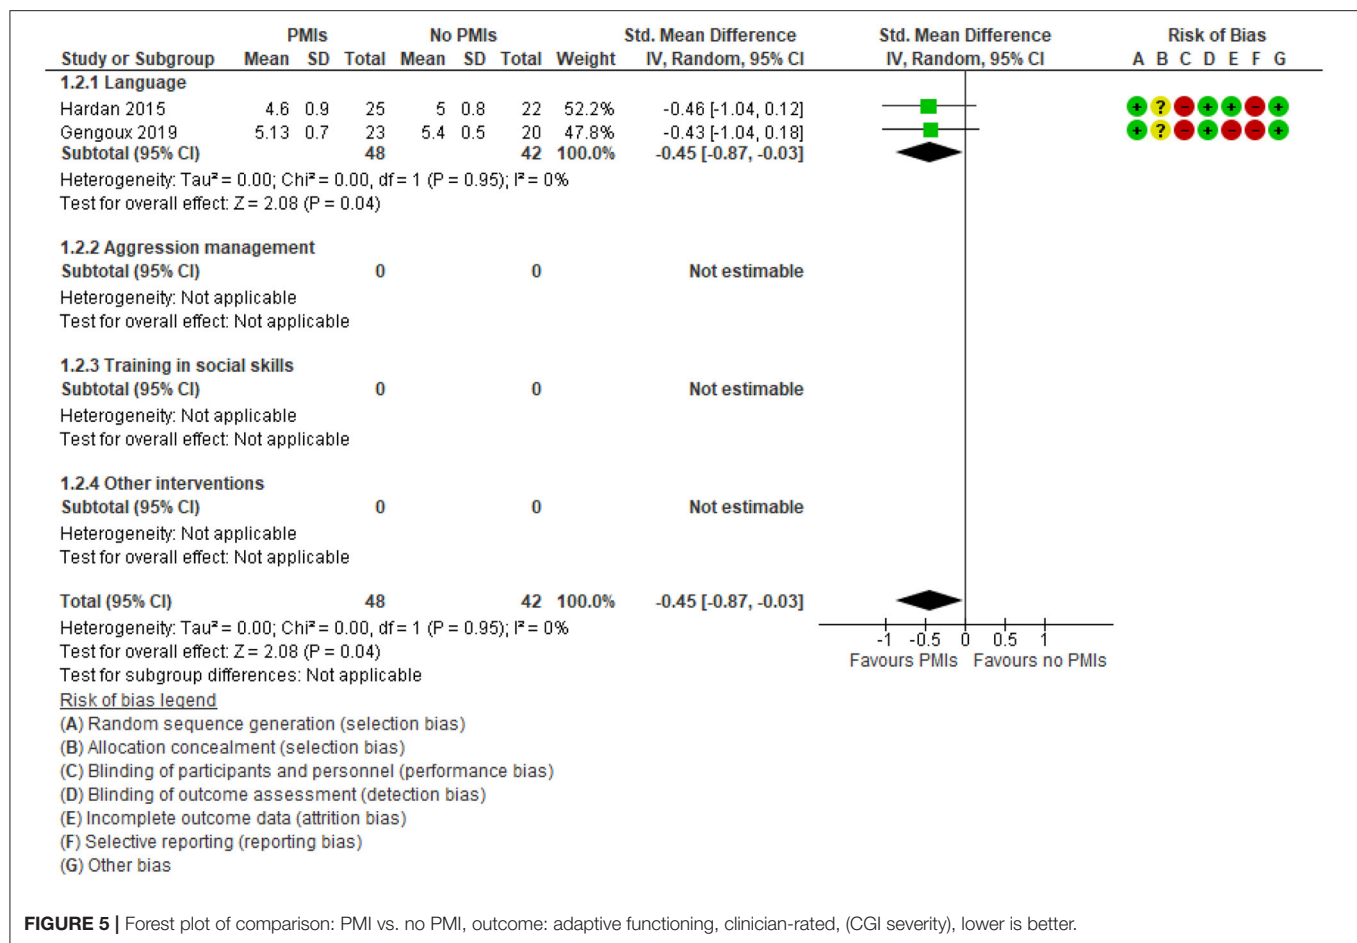 PMIs No PMIs Std. Mean Difference Std. Mean Difference Risk of Bias
Study or Subgroup Mean SD Total Mean SD Total Weight IV, Random, 95% CI IV, Random, 95% CI A B C D E F G
1.2.1 Language
Hardan 2015 4.6 0.9 25 5 0.8 22 52.2% -0.46 [-1.04, 0.12] + ? - + + - +
Gengoux 2019 5.13 0.7 23 5.4 0.5 20 47.8% -0.43 [-1.04, 0.18] + ? - + - - +
Subtotal (95% CI) 48 42 100.0% -0.45 [-0.87, -0.03]
Heterogeneity: Tau² = 0.00; Chi² = 0.00, df = 1 (P = 0.95); I² = 0%
Test for overall effect: Z = 2.08 (P = 0.04)
1.2.2 Aggression management
Subtotal (95% CI) 0 0 Not estimable
Heterogeneity: Not applicable
Test for overall effect: Not applicable
1.2.3 Training in social skills
Subtotal (95% CI) 0 0 Not estimable
Heterogeneity: Not applicable
Test for overall effect: Not applicable
1.2.4 Other interventions
Subtotal (95% CI) 0 0 Not estimable
Heterogeneity: Not applicable
Test for overall effect: Not applicable
Total (95% CI) 48 42 100.0% -0.45 [-0.87, -0.03]
Heterogeneity: Tau² = 0.00; Chi² = 0.00, df = 1 (P = 0.95); I² = 0%
Test for overall effect: Z = 2.08 (P = 0.04)
Test for subgroup differences: Not applicable
-1 -0.5 0 0.5 1
Favours PMIs Favours no PMIs
Risk of bias legend
(A) Random sequence generation (selection bias)
(B) Allocation concealment (selection bias)
(C) Blinding of participants and personnel (performance bias)
(D) Blinding of outcome assessment (detection bias)
(E) Incomplete outcome data (attrition bias)
(F) Selective reporting (reporting bias)
(G) Other bias
FIGURE 5 | Forest plot of comparison: PMI vs. no PMI, outcome: adaptive functioning, clinician-rated, (CGI severity), lower is better.